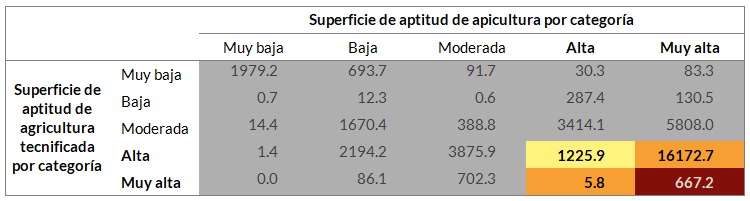 Superficie de aptitud de apicultura por categoría
Muy baja Baja Moderada Alta Muy alta
Superficie de aptitud de agricultura tecnificada por categoría
Muy baja 1979.2 693.7 91.7 30.3 83.3
Baja 0.7 12.3 0.6 287.4 130.5
Moderada 14.4 1670.4 388.8 3414.1 5808.0
Alta 1.4 2194.2 3875.9 1225.9 16172.7
Muy alta 0.0 86.1 702.3 5.8 667.2